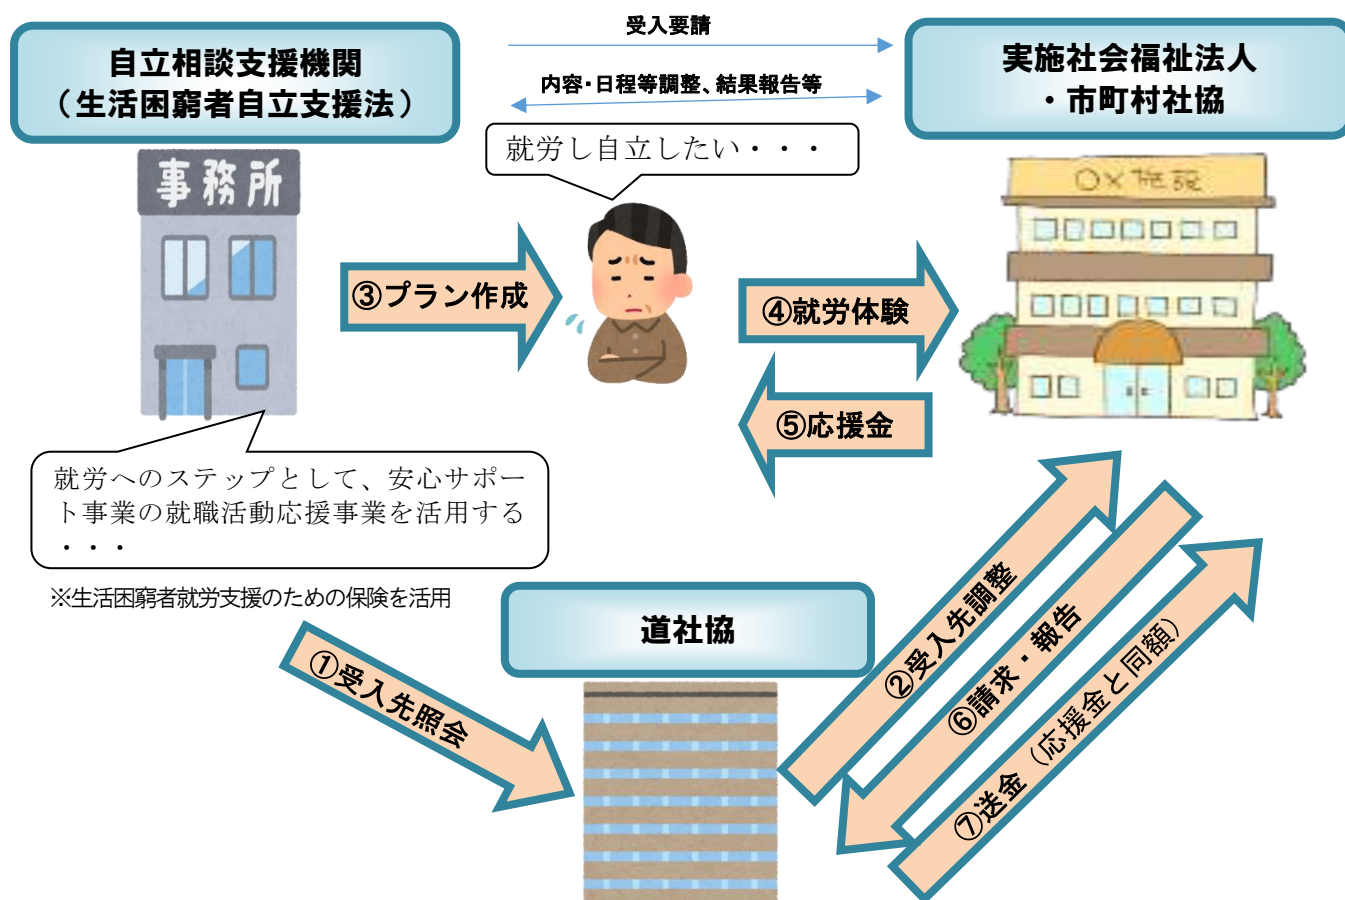 受入要請
自立相談支援機関
（生活困窮者自立支援法）
実施社会福祉法人
・市町村社協
内容・日程等調整、結果報告等
就労し自立したい・・・
事務所
〇×施設
③プラン作成
④就労体験
⑤応援金
就労へのステップとして、安心サポー
ト事業の就職活動応援事業を活用する
・・・
※生活困窮者就労支援のための保険を活用
道社協
①受入先照会
②受入先調整
⑥請求・報告
⑦送金（応援金と同額）